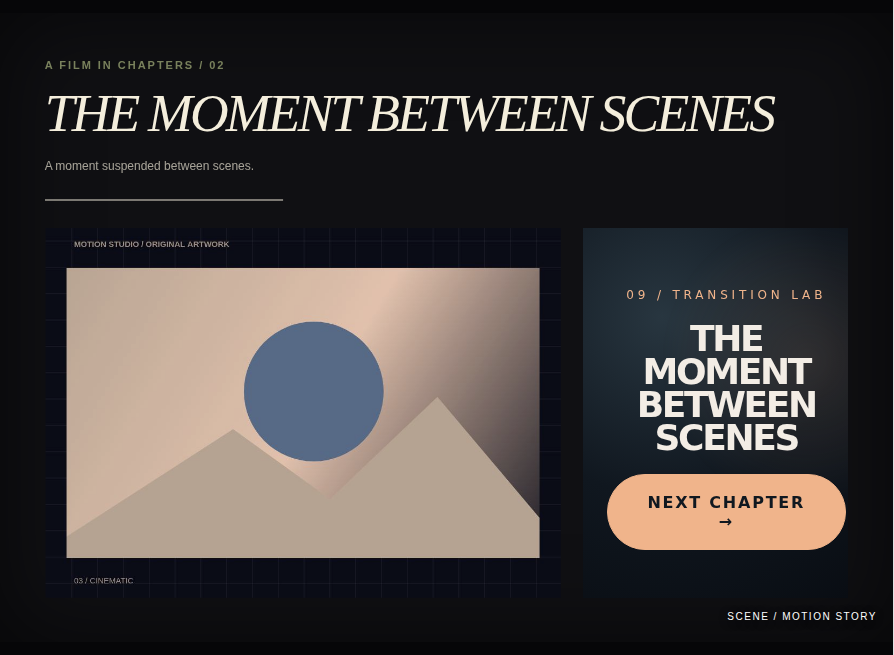 A FILM IN CHAPTERS / 02
THE MOMENT BETWEEN SCENES
A moment suspended between scenes.
MOTION STUDIO / ORIGINAL ARTWORK
03 / CINEMATIC
09 / TRANSITION LAB
THE
MOMENT
BETWEEN
SCENES
NEXT CHAPTER
→
SCENE / MOTION STORY